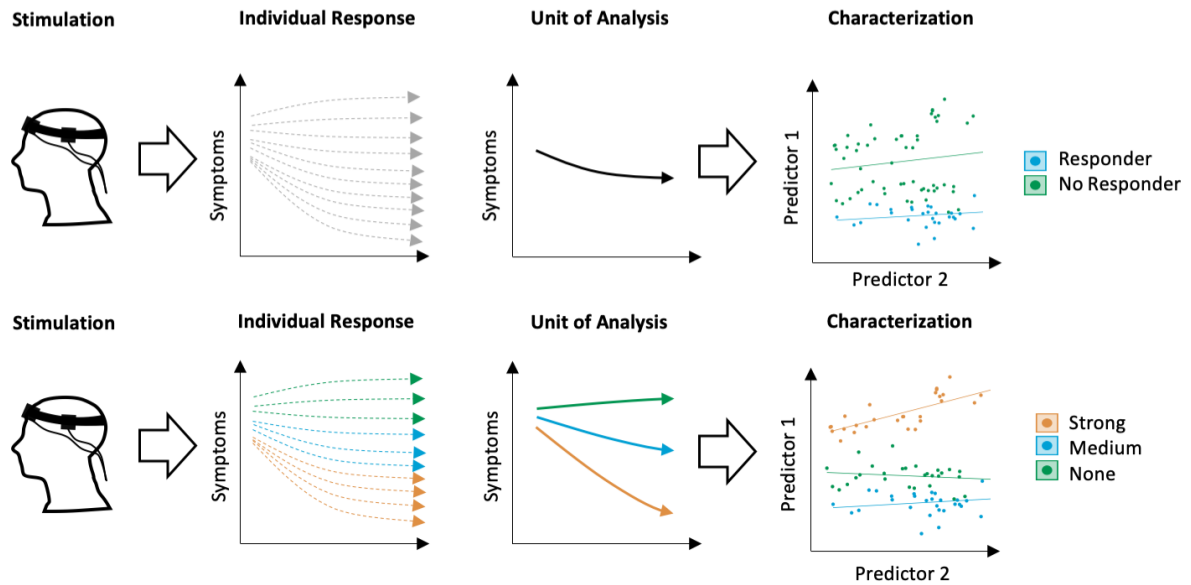 Stimulation
Individual Response
Unit of Analysis
Characterization
Symptoms
Symptoms
Predictor 1
Predictor 2
Responder
No Responder
Stimulation
Individual Response
Unit of Analysis
Characterization
Symptoms
Symptoms
Predictor 1
Predictor 2
Strong
Medium
None